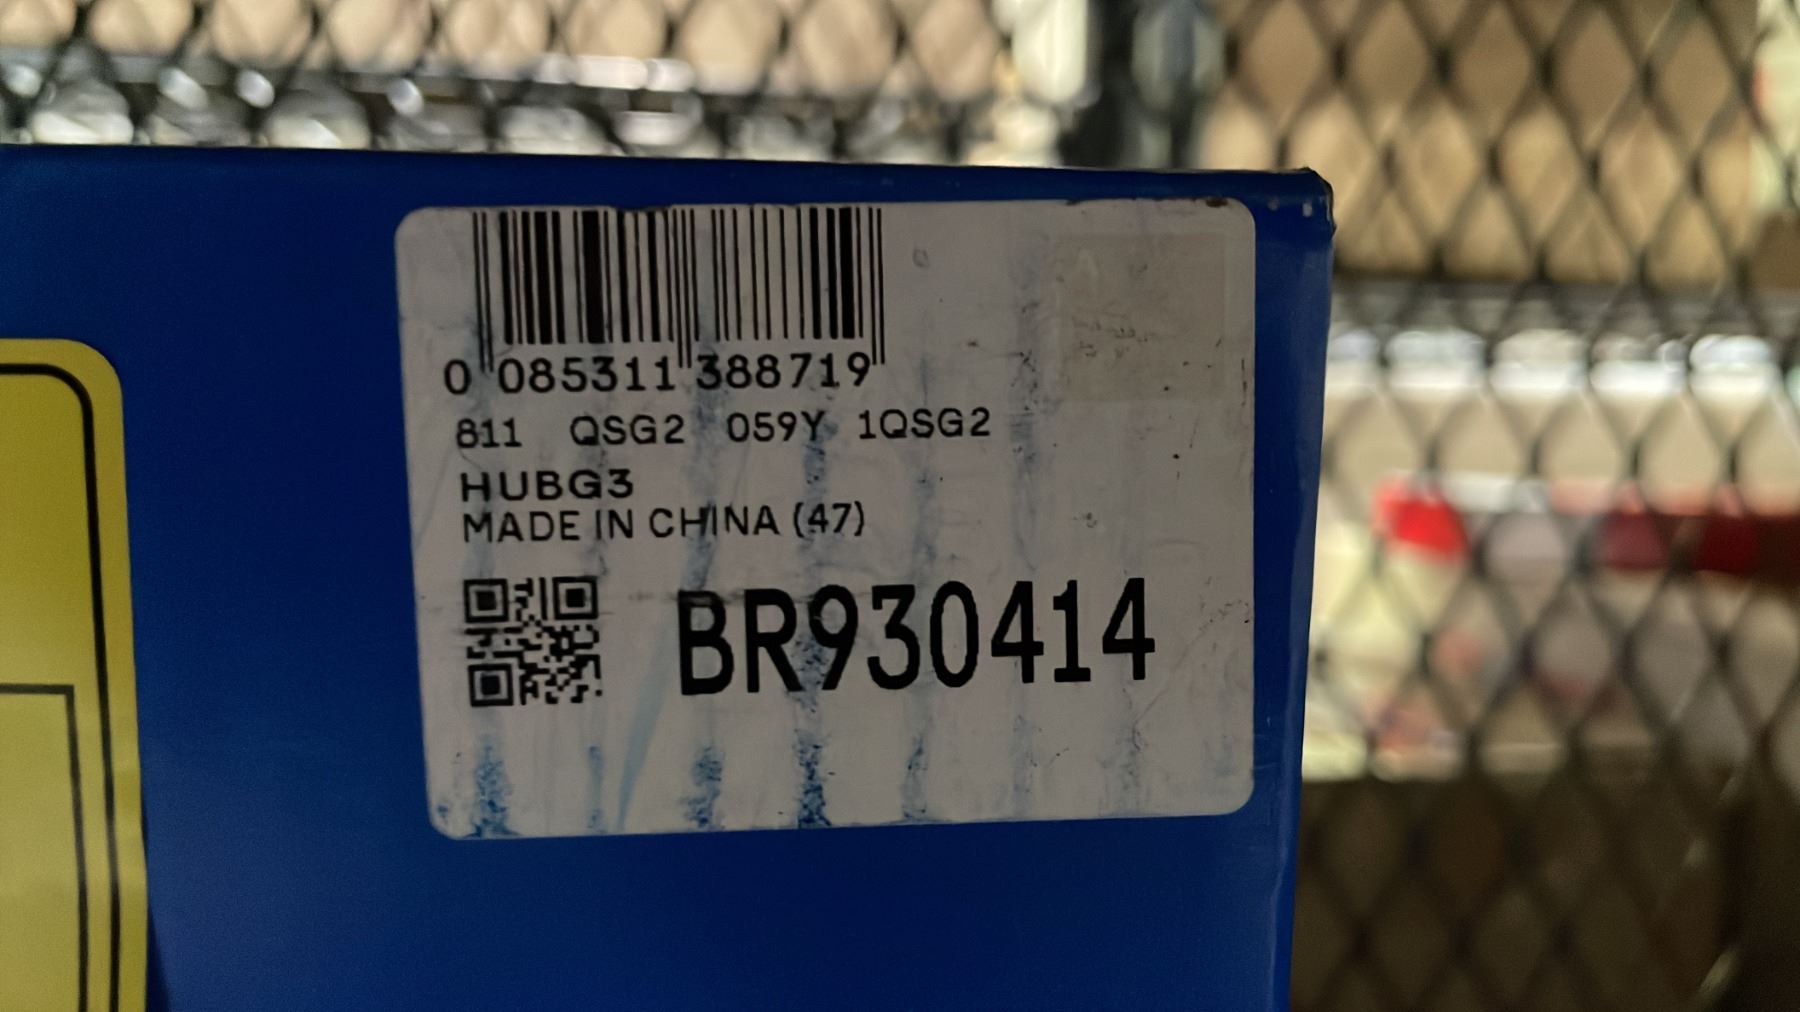 0 085311 388719
811 QSG2 059Y 1QSG2
HUBG3
MADE IN CHINA (47)
BR930414